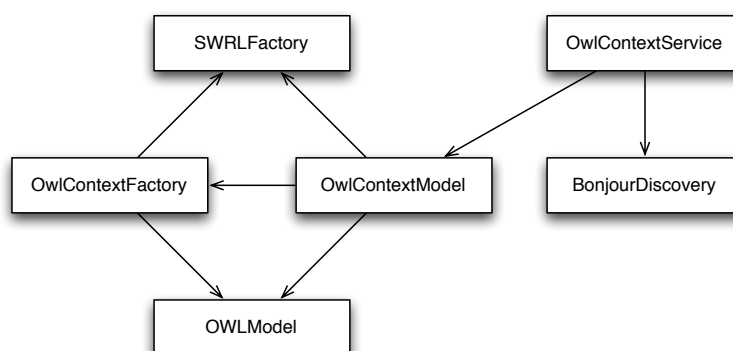 SWRLFactory
OwlContextService
OwlContextFactory
OwlContextModel
BonjourDiscovery
OWLModel